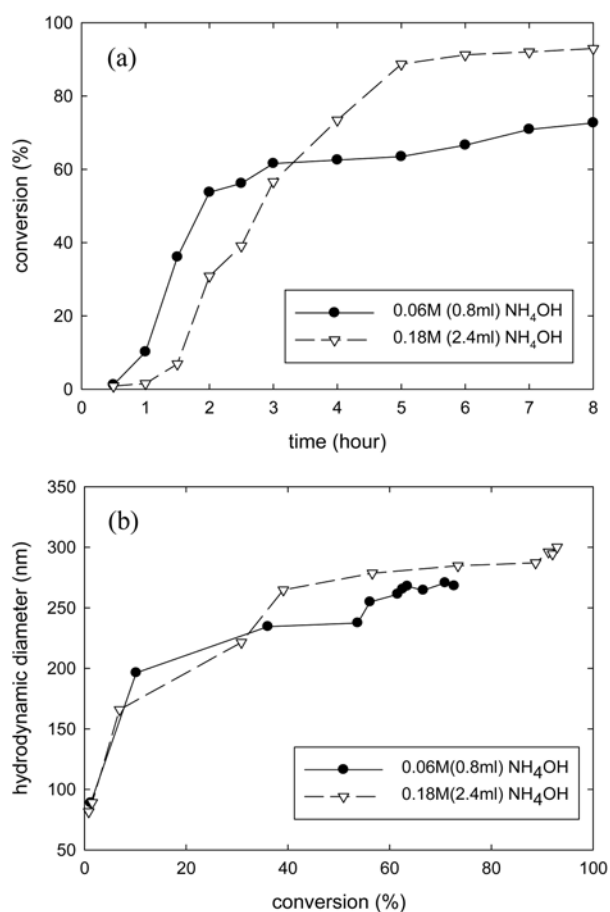 (a)
100
80
60
40
20
0
conversion (%)
0.06M (0.8ml) NH₄OH
0.18M (2.4ml) NH₄OH
0 1 2 3 4 5 6 7 8
time (hour)
(b)
350
300
250
200
150
100
50
hydrodynamic diameter (nm)
0.06M(0.8ml) NH₄OH
0.18M(2.4ml) NH₄OH
0 20 40 60 80 100
conversion (%)